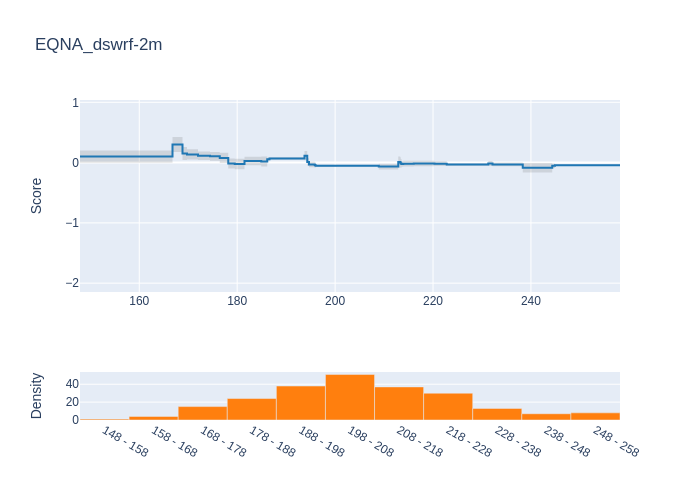 EQNA_dswrf-2m
1
0
−1
−2
Score
160
180
200
220
240
40
20
0
Density
148 - 158
158 - 168
168 - 178
178 - 188
188 - 198
198 - 208
208 - 218
218 - 228
228 - 238
238 - 248
248 - 258